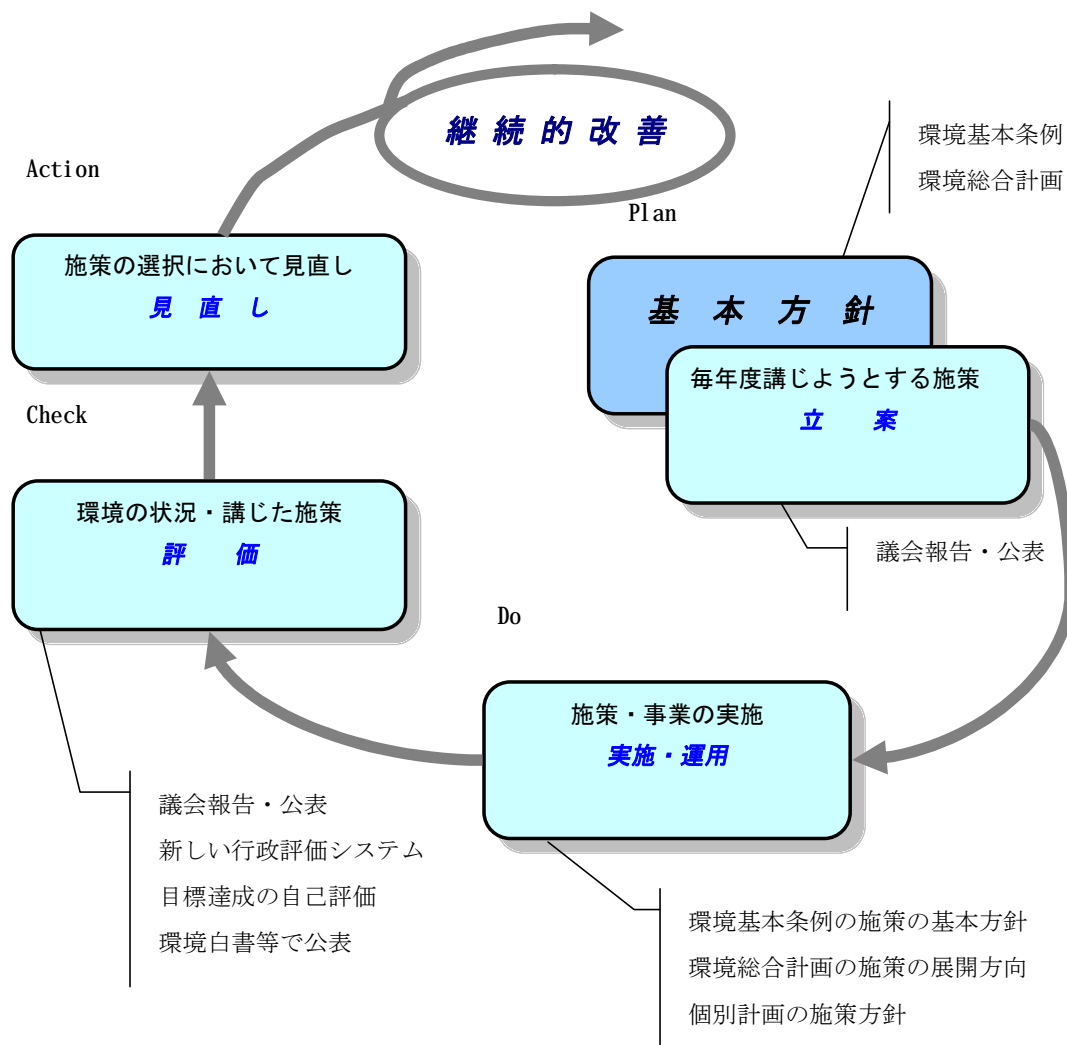 継続的改善
環境基本条例
環境総合計画
Action
Plan
施策の選択において見直し
見直し
基本方針
毎年度講じようとする施策
立案
Check
環境の状況・講じた施策
評価
議会報告・公表
Do
施策・事業の実施
実施・運用
議会報告・公表
新しい行政評価システム
目標達成の自己評価
環境白書等で公表
環境基本条例の施策の基本方針
環境総合計画の施策の展開方向
個別計画の施策方針